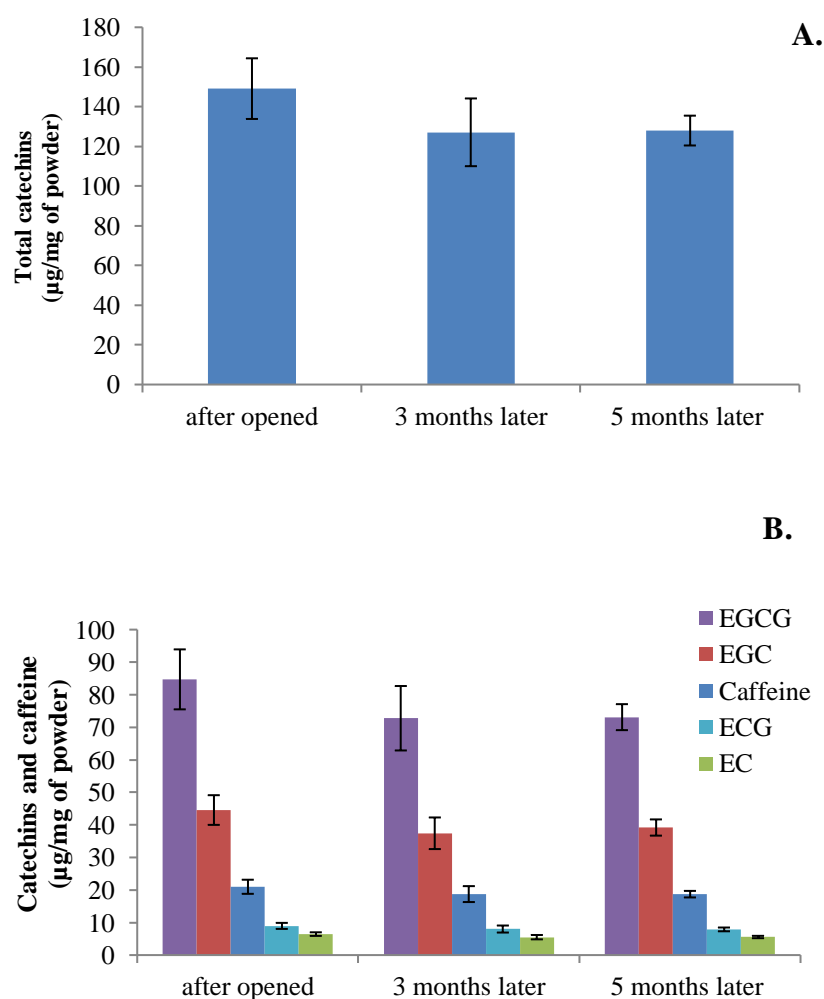 A.
Total catechins
(µg/mg of powder)
180
160
140
120
100
80
60
40
20
0
after opened 3 months later 5 months later
B.
Catechins and caffeine
(µg/mg of powder)
100
90
80
70
60
50
40
30
20
10
0
EGCG
EGC
Caffeine
ECG
EC
after opened 3 months later 5 months later